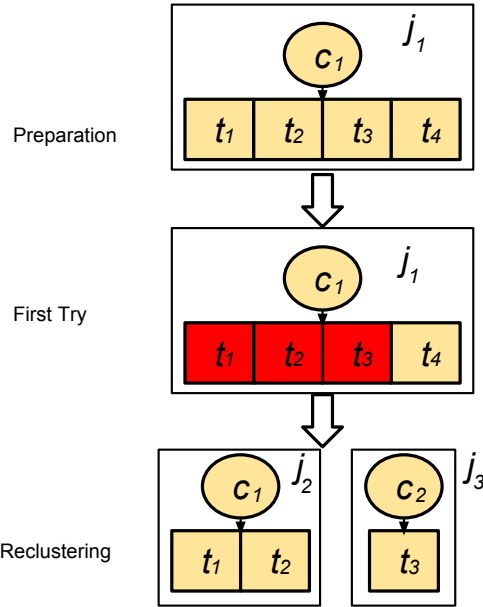 j1
c1
Preparation
t1 t2 t3 t4
j1
c1
First Try
t1 t2 t3 t4
j2 j3
c1 c2
Reclustering
t1 t2 t3